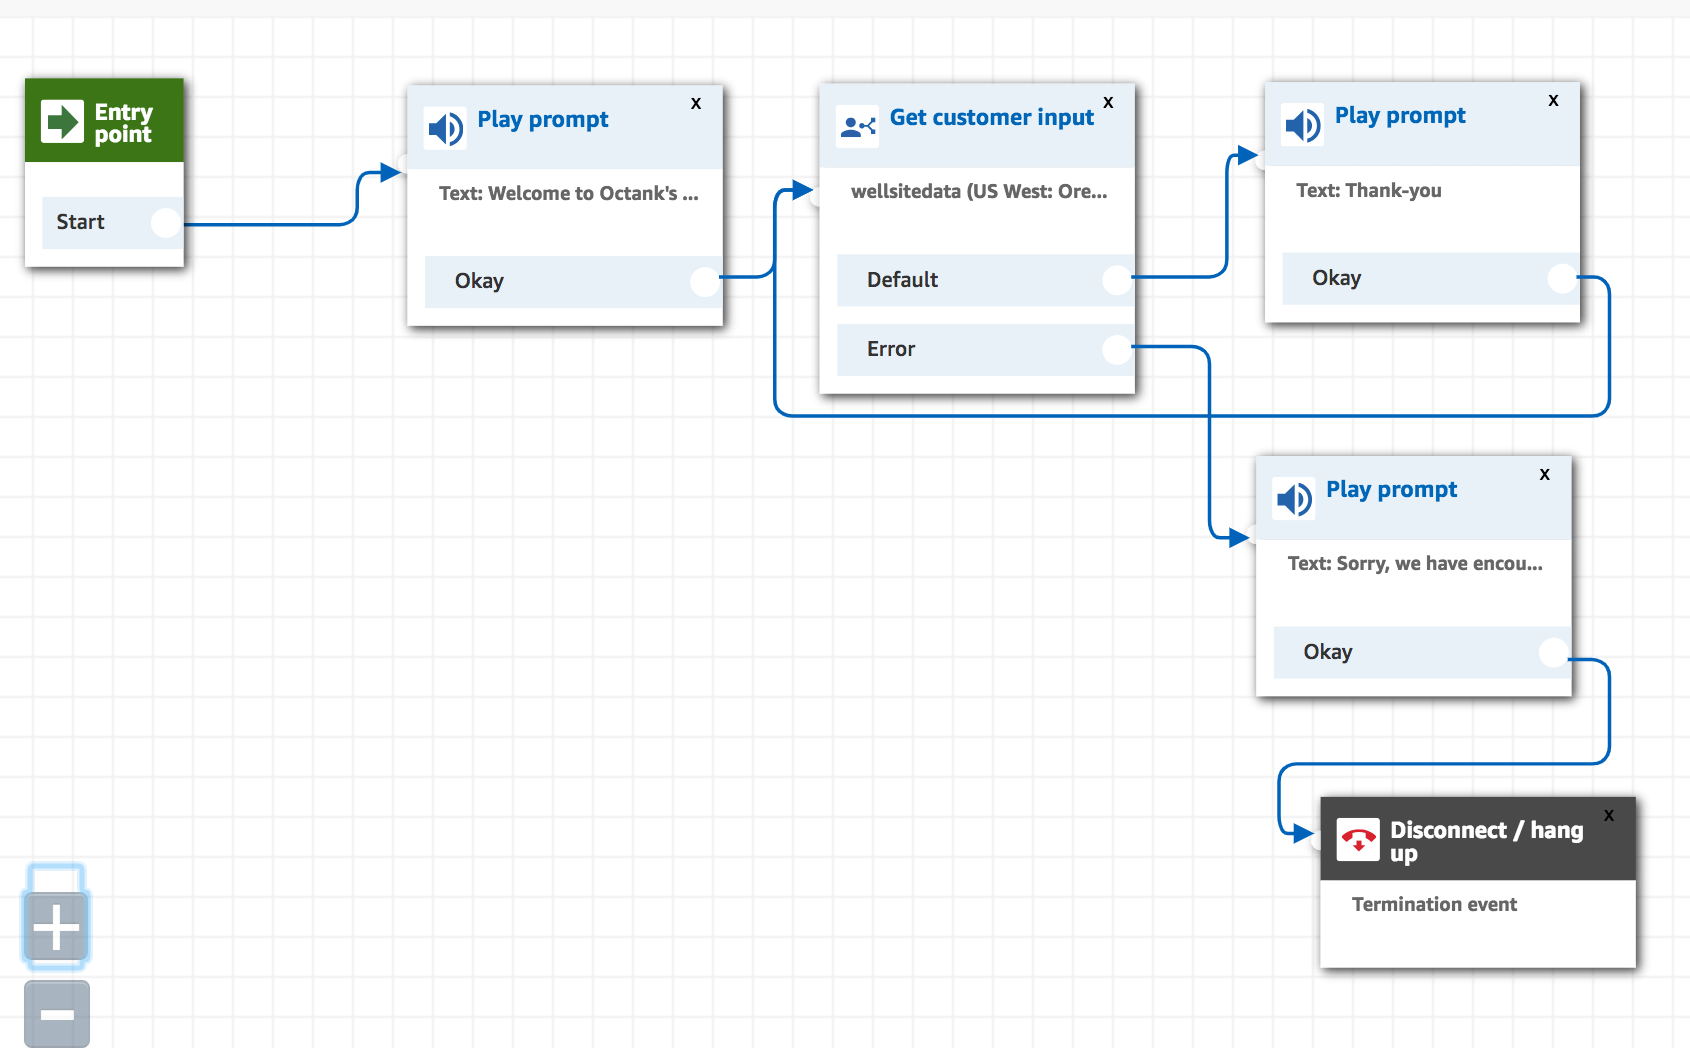 Entry
point
Start
x
Play prompt
Text: Welcome to Octank's ...
Okay
x
Get customer input
wellsitedata (US West: Ore...
Default
Error
x
Play prompt
Text: Thank-you
Okay
x
Play prompt
Text: Sorry, we have encou...
Okay
x
Disconnect / hang
up
Termination event